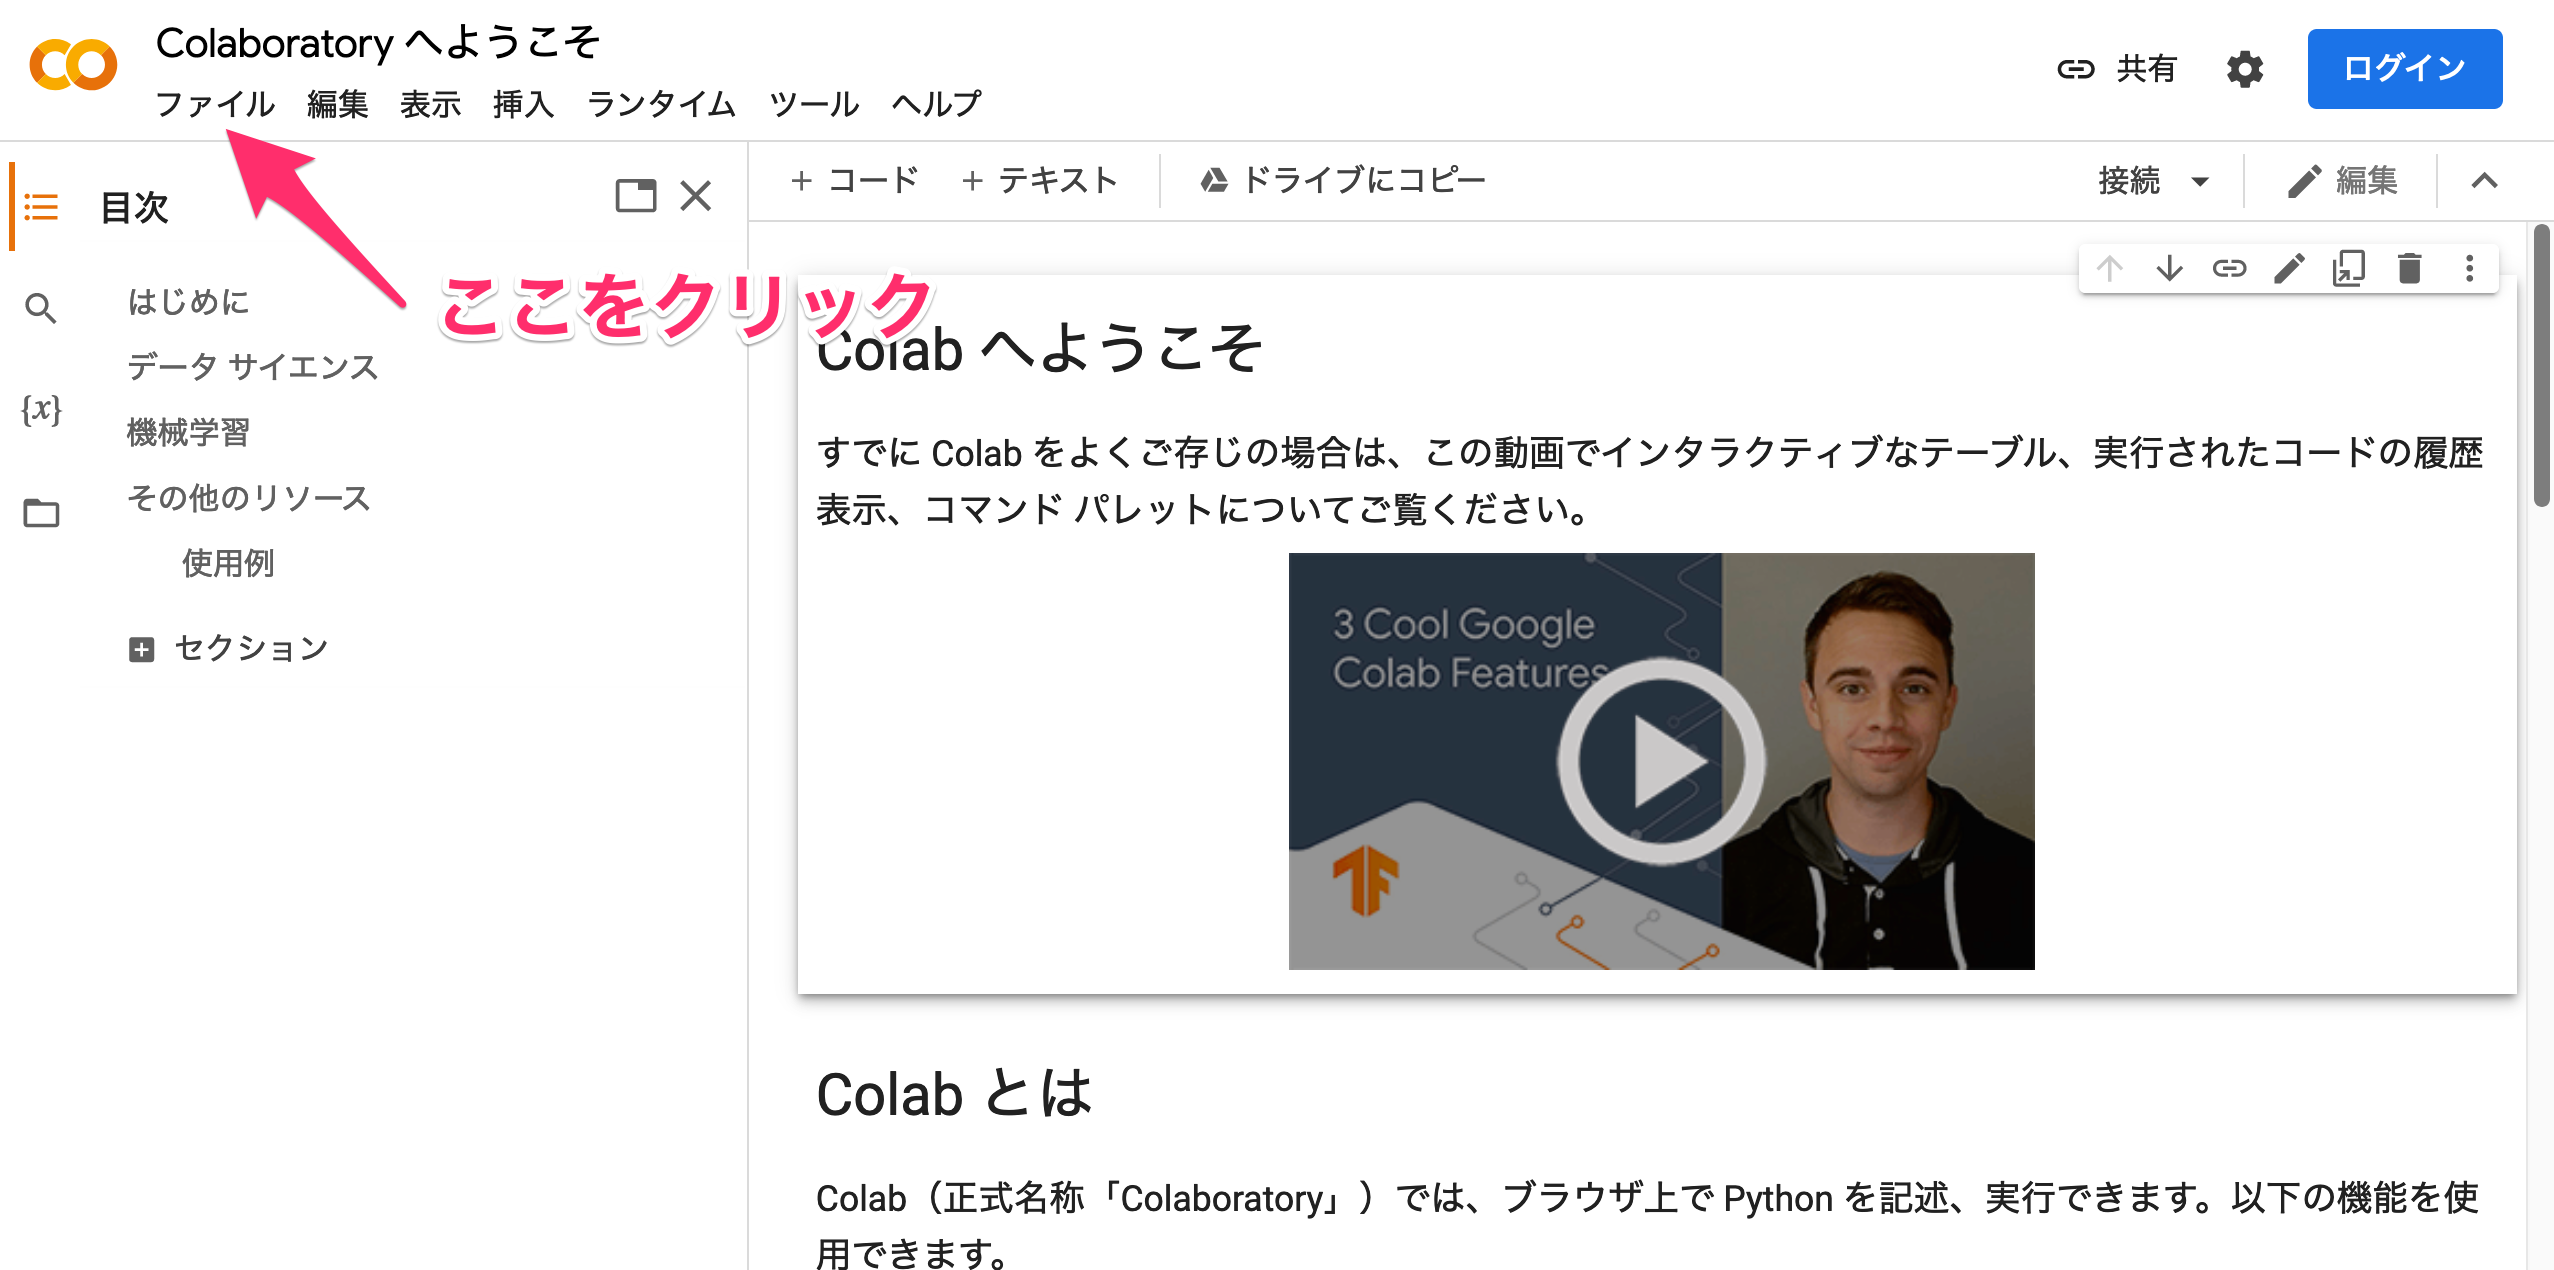 Colaboratory へようこそ
ファイル 編集 表示 挿入 ランタイム ツール ヘルプ
共有
ログイン
目次
はじめに
データ サイエンス
機械学習
その他のリソース
使用例
セクション
{x}
ここをクリック
+ コード + テキスト ドライブにコピー
接続 編集
Colab へようこそ
すでに Colab をよくご存じの場合は、この動画でインタラクティブなテーブル、実行されたコードの履歴
表示、コマンド パレットについてご覧ください。
3 Cool Google
Colab Features
Colab とは
Colab（正式名称「Colaboratory」）では、ブラウザ上で Python を記述、実行できます。以下の機能を使
用できます。